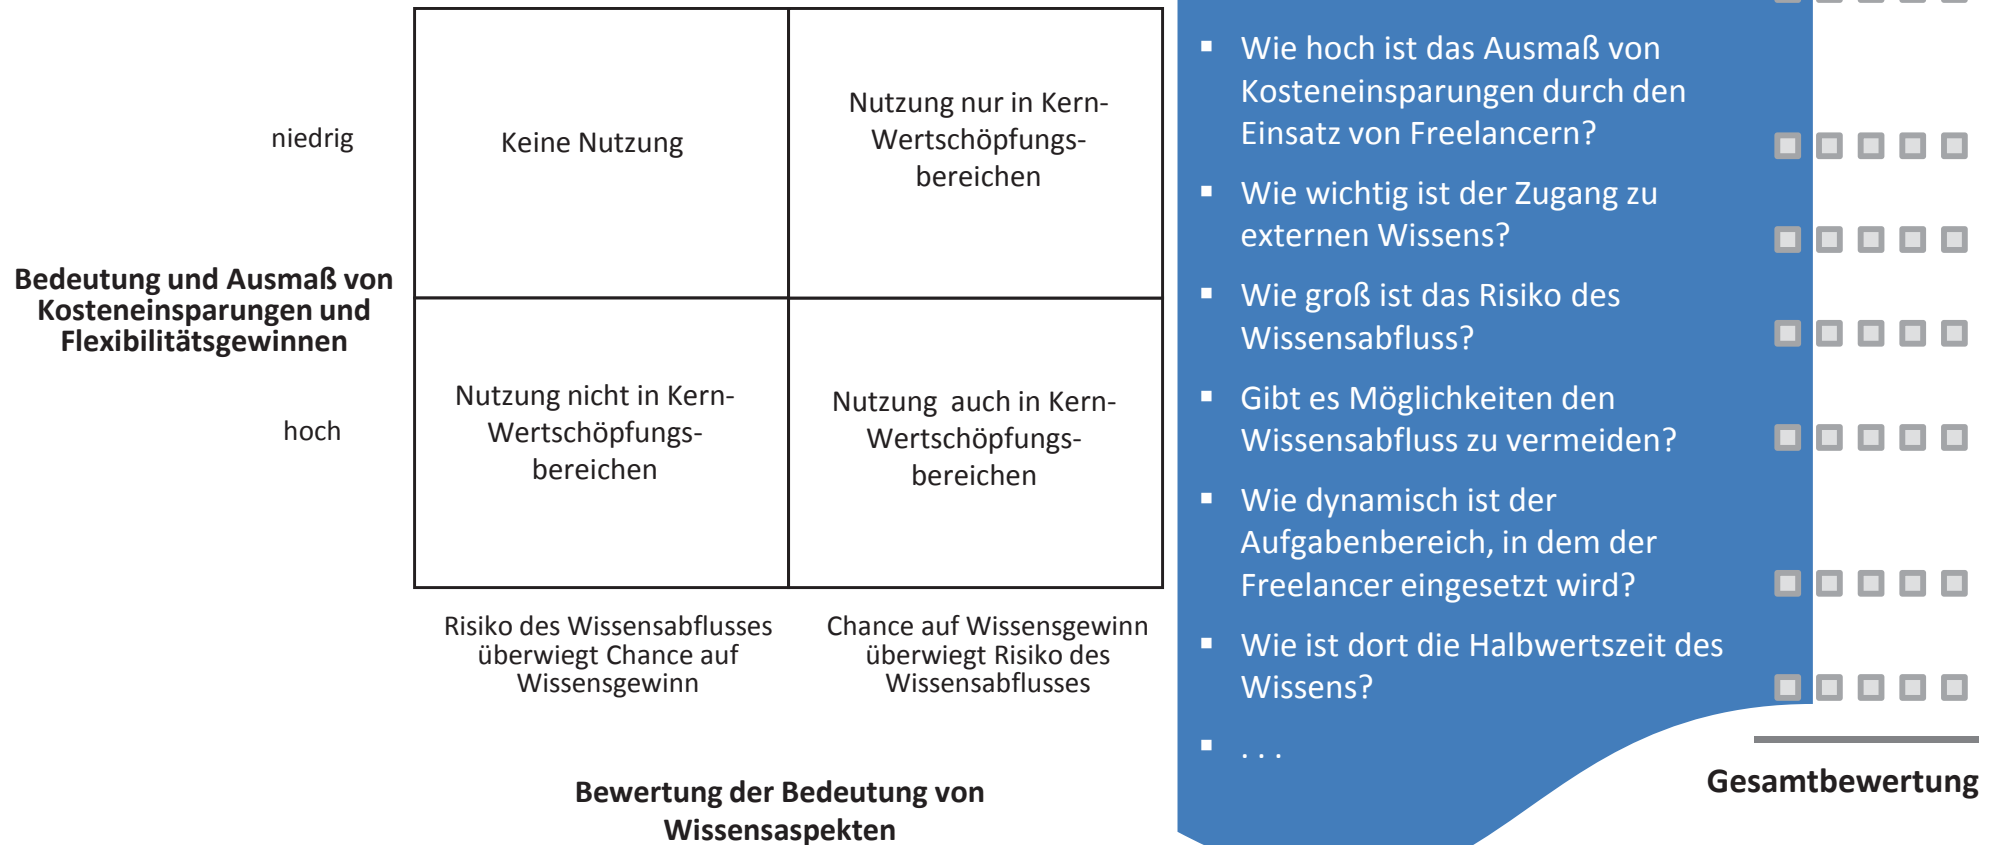 niedrig
Keine Nutzung
Nutzung nur in Kern-
Wertschöpfungs-
bereichen
Bedeutung und Ausmaß von
Kosteneinsparungen und
Flexibilitätsgewinnen
hoch
Nutzung nicht in Kern-
Wertschöpfungs-
bereichen
Nutzung  auch in Kern-
Wertschöpfungs-
bereichen
Risiko des Wissensabflusses
überwiegt Chance auf
Wissensgewinn
Chance auf Wissensgewinn
überwiegt Risiko des
Wissensabflusses
Bewertung der Bedeutung von
Wissensaspekten
▪ Wie hoch ist das Ausmaß von
Kosteneinsparungen durch den
Einsatz von Freelancern?
▪ Wie wichtig ist der Zugang zu
externen Wissens?
▪ Wie groß ist das Risiko des
Wissensabfluss?
▪ Gibt es Möglichkeiten den
Wissensabfluss zu vermeiden?
▪ Wie dynamisch ist der
Aufgabenbereich, in dem der
Freelancer eingesetzt wird?
▪ Wie ist dort die Halbwertszeit des
Wissens?
▪ . . .
Gesamtbewertung